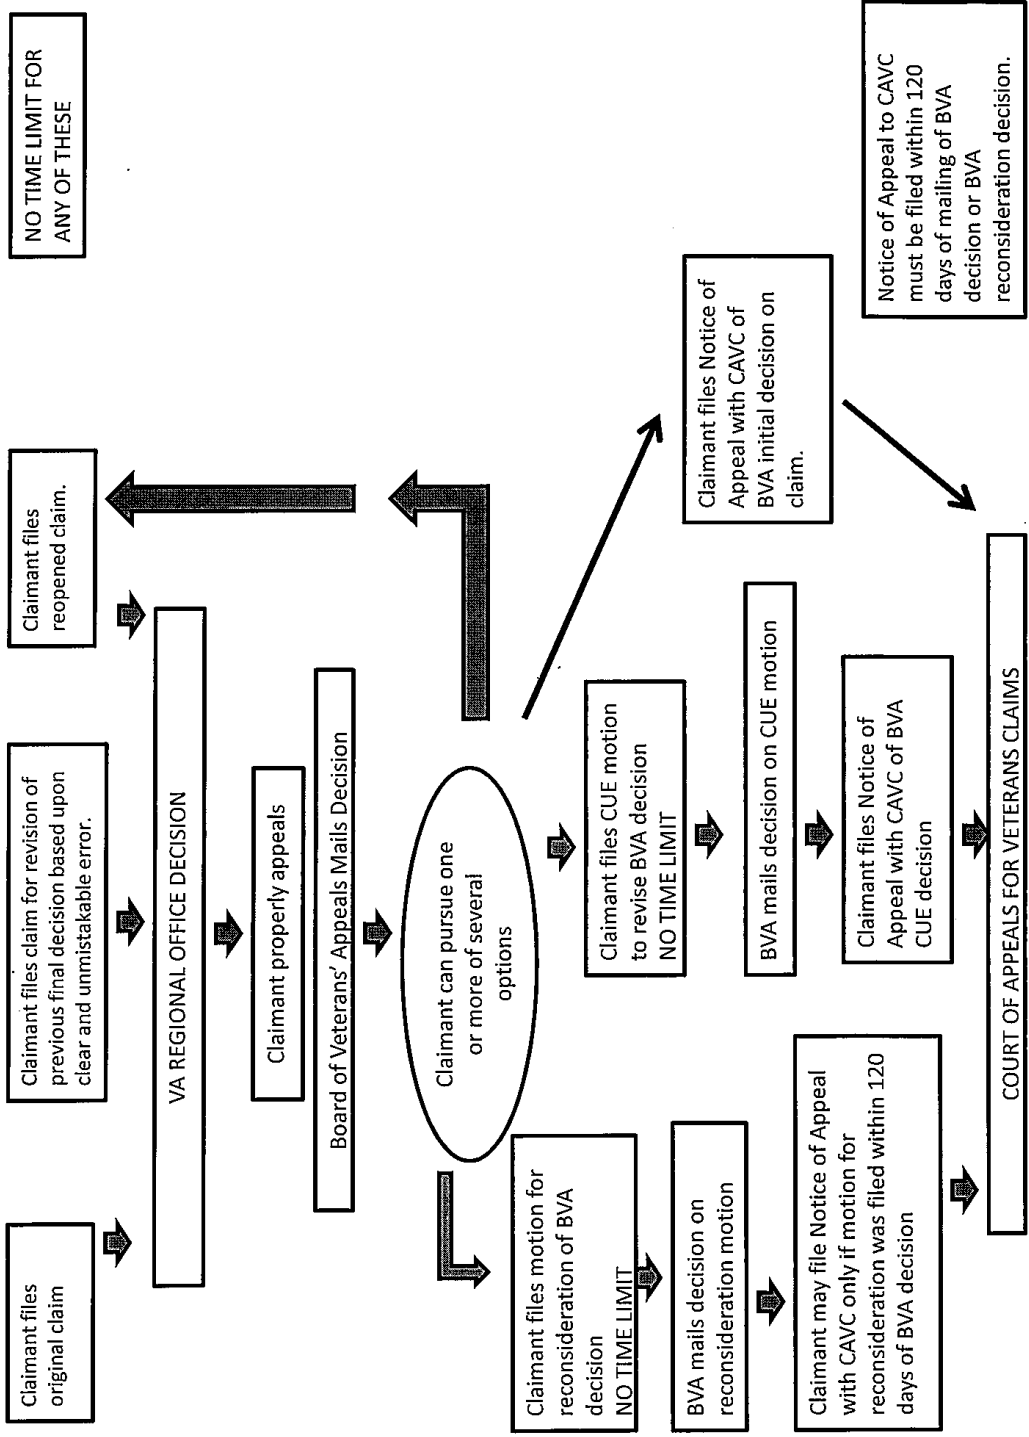 Claimant files
original claim
Claimant files claim for revision of
previous final decision based upon
clear and unmistakable error.
Claimant files
reopened claim.
NO TIME LIMIT FOR
ANY OF THESE
VA REGIONAL OFFICE DECISION
Claimant properly appeals
Board of Veterans' Appeals Mails Decision
Claimant can pursue one
or more of several
options
Claimant files motion for
reconsideration of BVA
decision
NO TIME LIMIT
BVA mails decision on
reconsideration motion
Claimant may file Notice of Appeal
with CAVC only if motion for
reconsideration was filed within 120
days of BVA decision
Claimant files CUE motion
to revise BVA decision
NO TIME LIMIT
BVA mails decision on CUE motion
Claimant files Notice of
Appeal with CAVC of BVA
CUE decision
Claimant files Notice of
Appeal with CAVC of
BVA initial decision on
claim.
Notice of Appeal to CAVC
must be filed within 120
days of mailing of BVA
decision or BVA
reconsideration decision.
COURT OF APPEALS FOR VETERANS CLAIMS